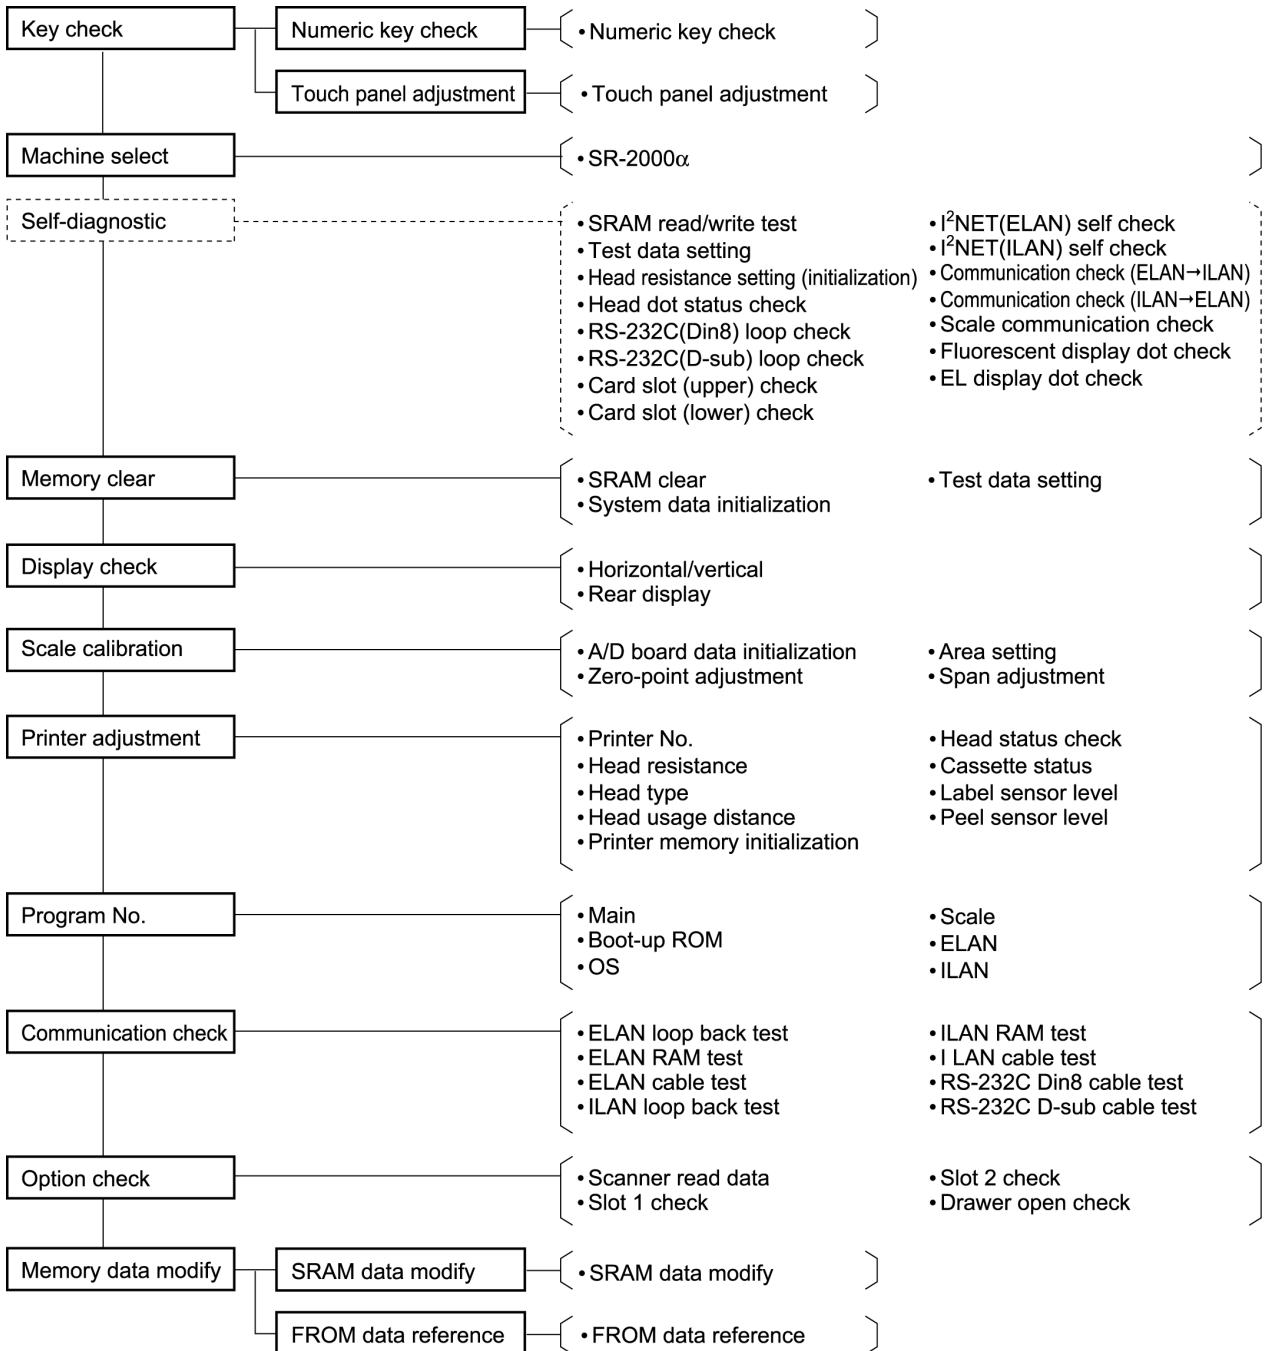 Key check
Numeric key check
•Numeric key check
Touch panel adjustment
•Touch panel adjustment
Machine select
•SR-2000α
Self-diagnostic
•SRAM read/write test
•Test data setting
•Head resistance setting (initialization)
•Head dot status check
•RS-232C(Din8) loop check
•RS-232C(D-sub) loop check
•Card slot (upper) check
•Card slot (lower) check
•I²NET(ELAN) self check
•I²NET(ILAN) self check
•Communication check (ELAN→ILAN)
•Communication check (ILAN→ELAN)
•Scale communication check
•Fluorescent display dot check
•EL display dot check
Memory clear
•SRAM clear
•System data initialization
•Test data setting
Display check
•Horizontal/vertical
•Rear display
Scale calibration
•A/D board data initialization
•Zero-point adjustment
•Area setting
•Span adjustment
Printer adjustment
•Printer No.
•Head resistance
•Head type
•Head usage distance
•Printer memory initialization
•Head status check
•Cassette status
•Label sensor level
•Peel sensor level
Program No.
•Main
•Boot-up ROM
•OS
•Scale
•ELAN
•ILAN
Communication check
•ELAN loop back test
•ELAN RAM test
•ELAN cable test
•ILAN loop back test
•ILAN RAM test
•I LAN cable test
•RS-232C Din8 cable test
•RS-232C D-sub cable test
Option check
•Scanner read data
•Slot 1 check
•Slot 2 check
•Drawer open check
Memory data modify
SRAM data modify
•SRAM data modify
FROM data reference
•FROM data reference